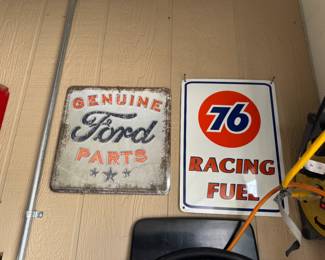 GENUINE
Ford
PARTS
76
RACING
FUEL